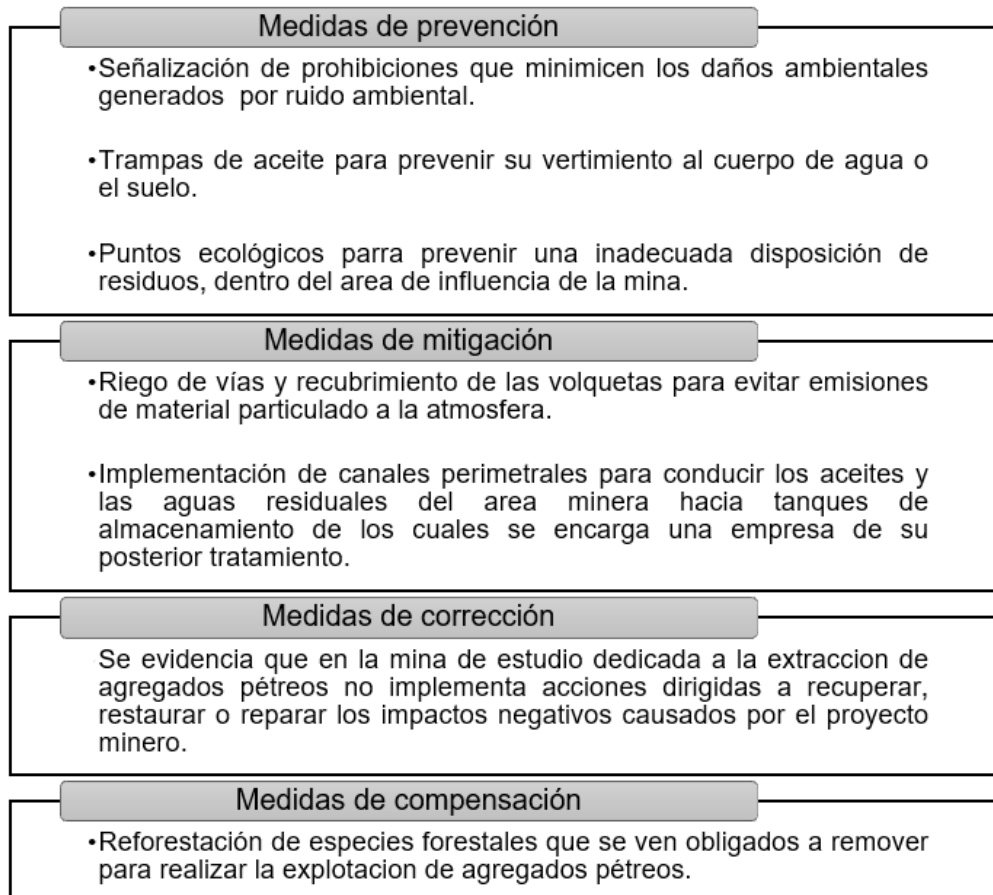 Medidas de prevención
•Señalización de prohibiciones que minimicen los daños ambientales
generados por ruido ambiental.
•Trampas de aceite para prevenir su vertimiento al cuerpo de agua o
el suelo.
•Puntos ecológicos parra prevenir una inadecuada disposición de
residuos, dentro del area de influencia de la mina.
Medidas de mitigación
•Riego de vías y recubrimiento de las volquetas para evitar emisiones
de material particulado a la atmosfera.
•Implementación de canales perimetrales para conducir los aceites y
las aguas residuales del area minera hacia tanques de
almacenamiento de los cuales se encarga una empresa de su
posterior tratamiento.
Medidas de corrección
Se evidencia que en la mina de estudio dedicada a la extraccion de
agregados pétreos no implementa acciones dirigidas a recuperar,
restaurar o reparar los impactos negativos causados por el proyecto
minero.
Medidas de compensación
•Reforestación de especies forestales que se ven obligados a remover
para realizar la explotacion de agregados pétreos.